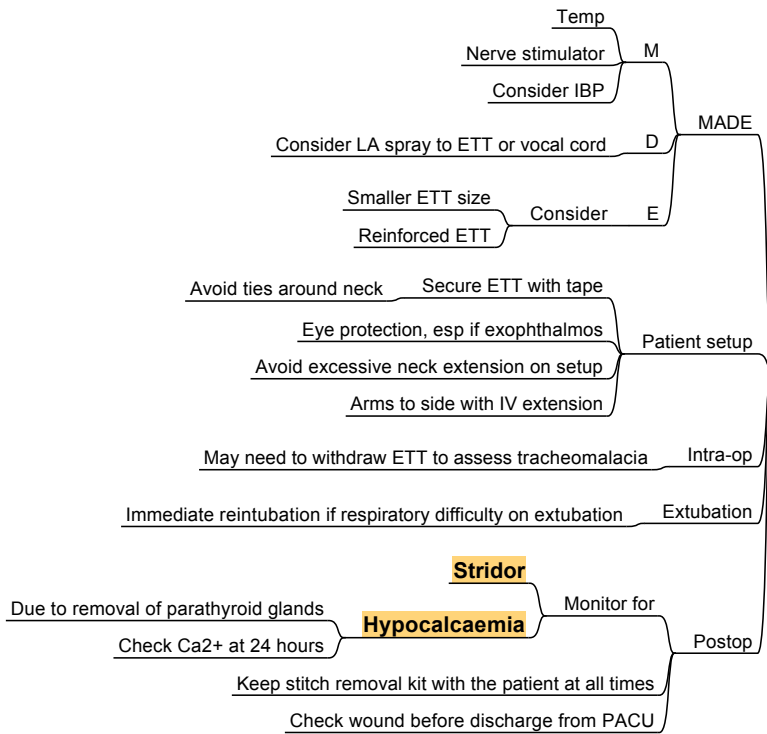 Temp
Nerve stimulator
M
Consider IBP
MADE
Consider LA spray to ETT or vocal cord
D
Smaller ETT size
Consider
E
Reinforced ETT
Avoid ties around neck
Secure ETT with tape
Eye protection, esp if exophthalmos
Patient setup
Avoid excessive neck extension on setup
Arms to side with IV extension
May need to withdraw ETT to assess tracheomalacia
Intra-op
Immediate reintubation if respiratory difficulty on extubation
Extubation
Stridor
Monitor for
Due to removal of parathyroid glands
Hypocalcaemia
Check Ca2+ at 24 hours
Postop
Keep stitch removal kit with the patient at all times
Check wound before discharge from PACU